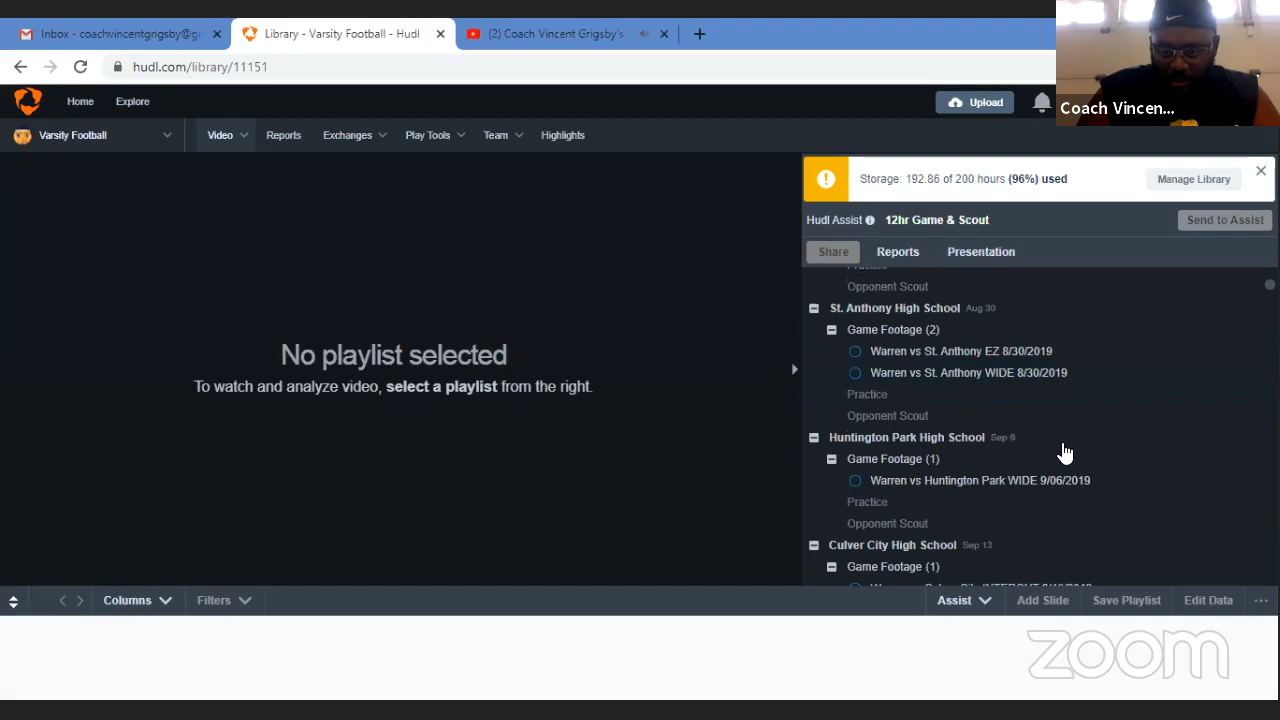 Inbox - coachvincentgrigsby@gr
Library - Varsity Football - Hudl
(2) Coach Vincent Grigsby's
hudl.com/library/11151
Home
Explore
Upload
Coach Vincen...
Varsity Football
Video
Reports
Exchanges
Play Tools
Team
Highlights
Storage: 192.86 of 200 hours (96%) used
Manage Library
Hudl Assist
12hr Game & Scout
Send to Assist
Share
Reports
Presentation
Practice
Opponent Scout
St. Anthony High School Aug 30
Game Footage (2)
Warren vs St. Anthony EZ 8/30/2019
Warren vs St. Anthony WIDE 8/30/2019
Practice
Opponent Scout
Huntington Park High School Sep 6
Game Footage (1)
Warren vs Huntington Park WIDE 9/06/2019
Practice
Opponent Scout
Culver City High School Sep 13
Game Footage (1)
No playlist selected
To watch and analyze video, select a playlist from the right.
Columns
Filters
Assist
Add Slide
Save Playlist
Edit Data
zoom